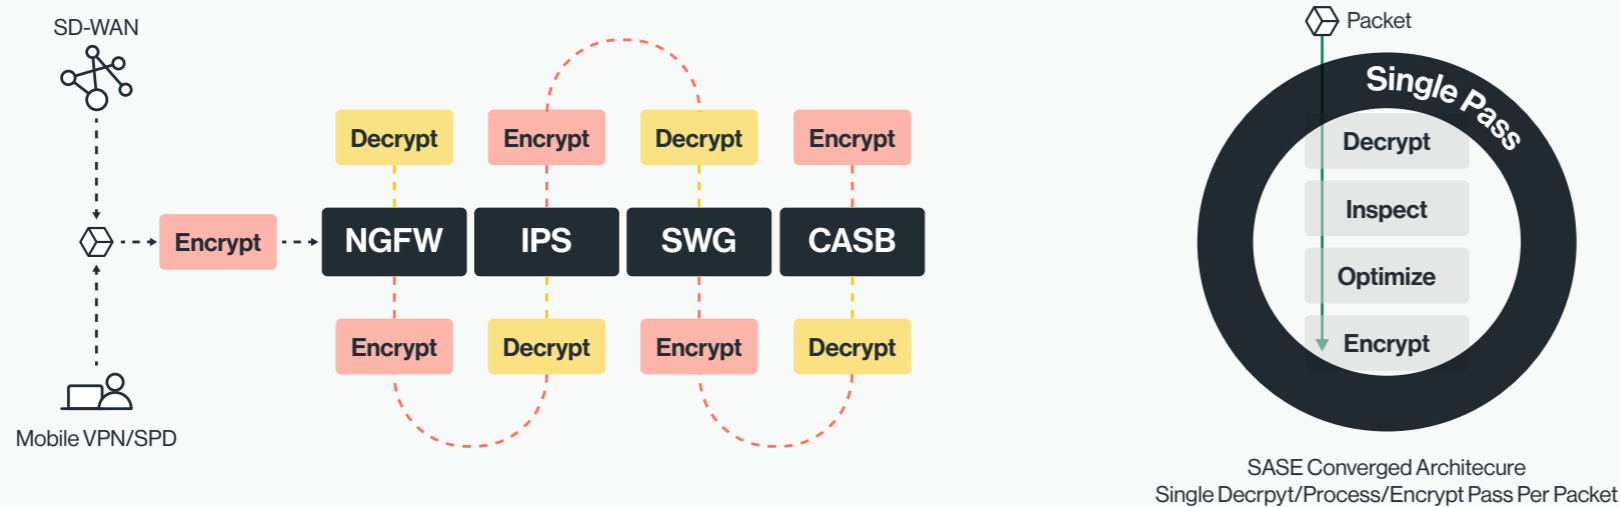 SD-WAN
Mobile VPN/SPD
Encrypt
Decrypt
Encrypt
Decrypt
Encrypt
NGFW
IPS
SWG
CASB
Encrypt
Decrypt
Encrypt
Decrypt
Packet
Single Pass
Decrypt
Inspect
Optimize
Encrypt
SASE Converged Architecure
Single Decrpyt/Process/Encrypt Pass Per Packet